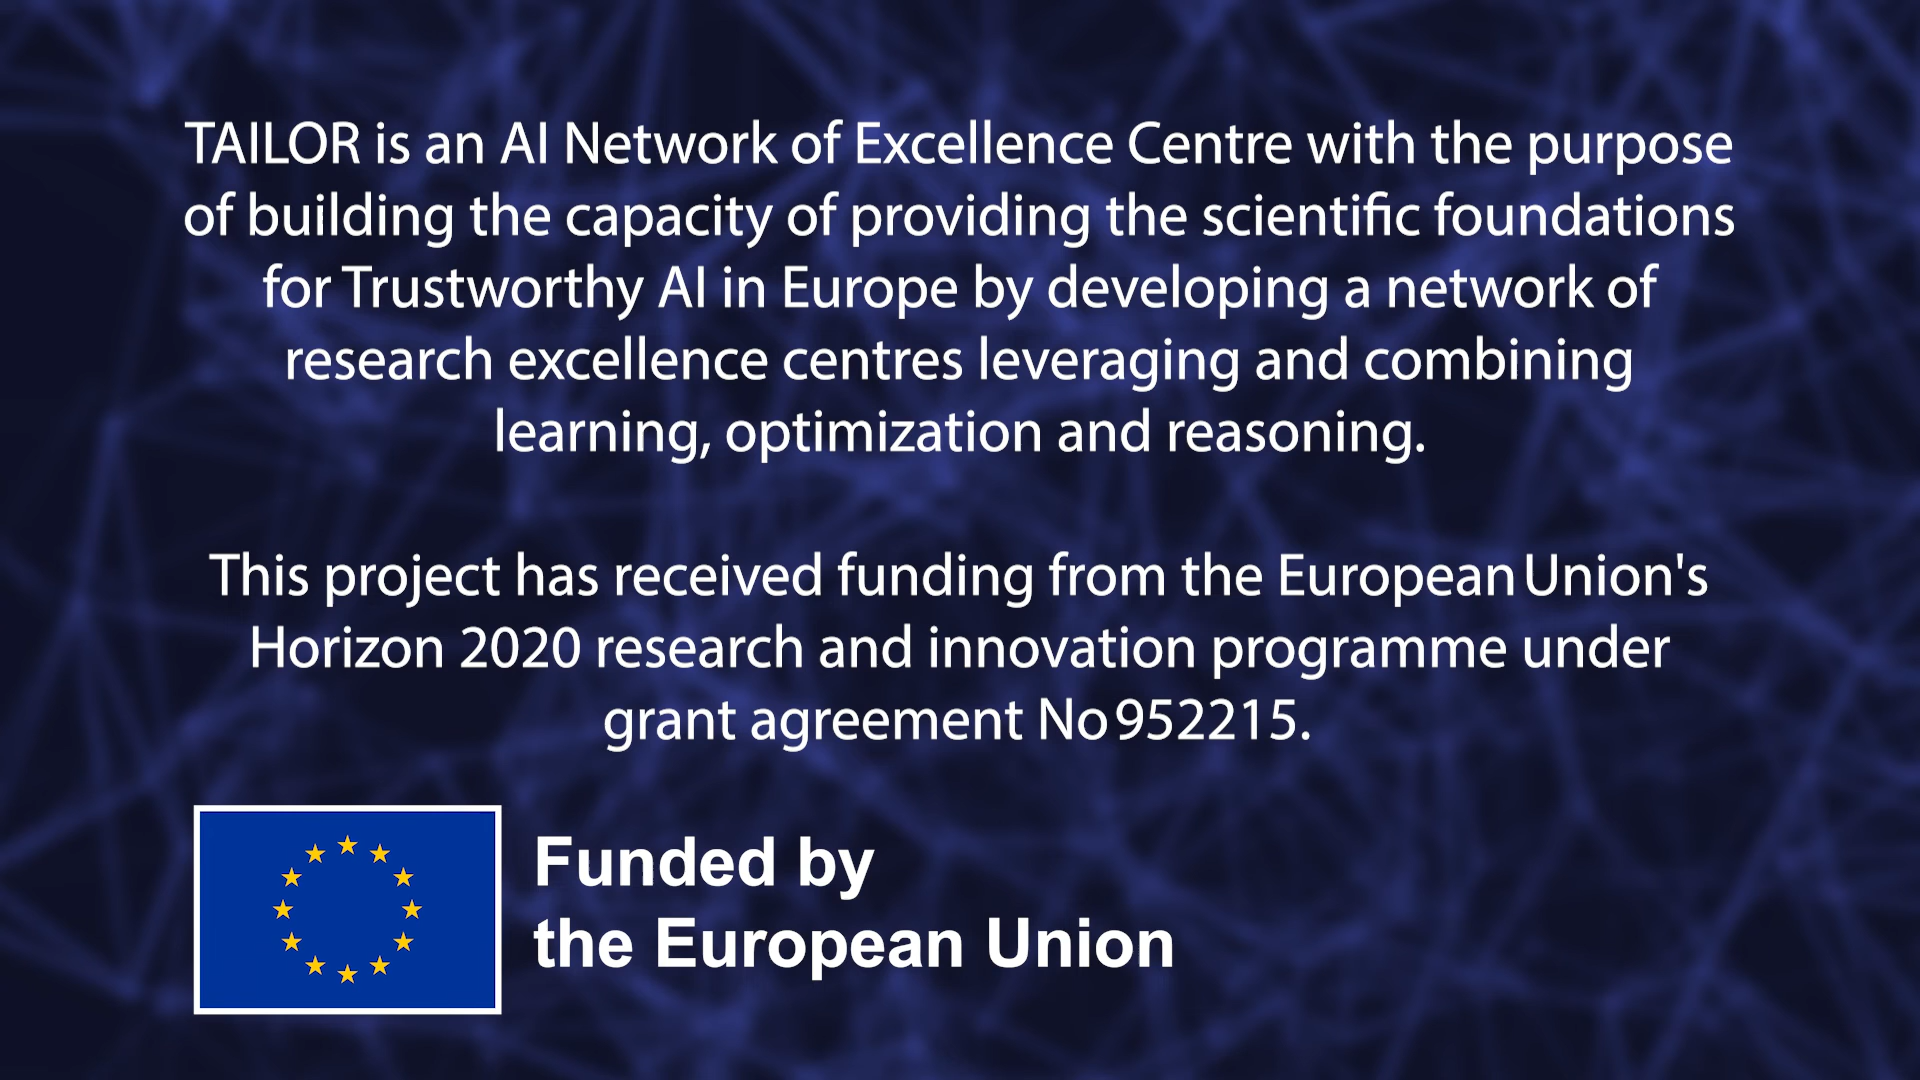 TAILOR is an AI Network of Excellence Centre with the purpose
of building the capacity of providing the scientific foundations
for Trustworthy AI in Europe by developing a network of
research excellence centres leveraging and combining
learning, optimization and reasoning.
This project has received funding from the European Union's
Horizon 2020 research and innovation programme under
grant agreement No 952215.
Funded by
the European Union